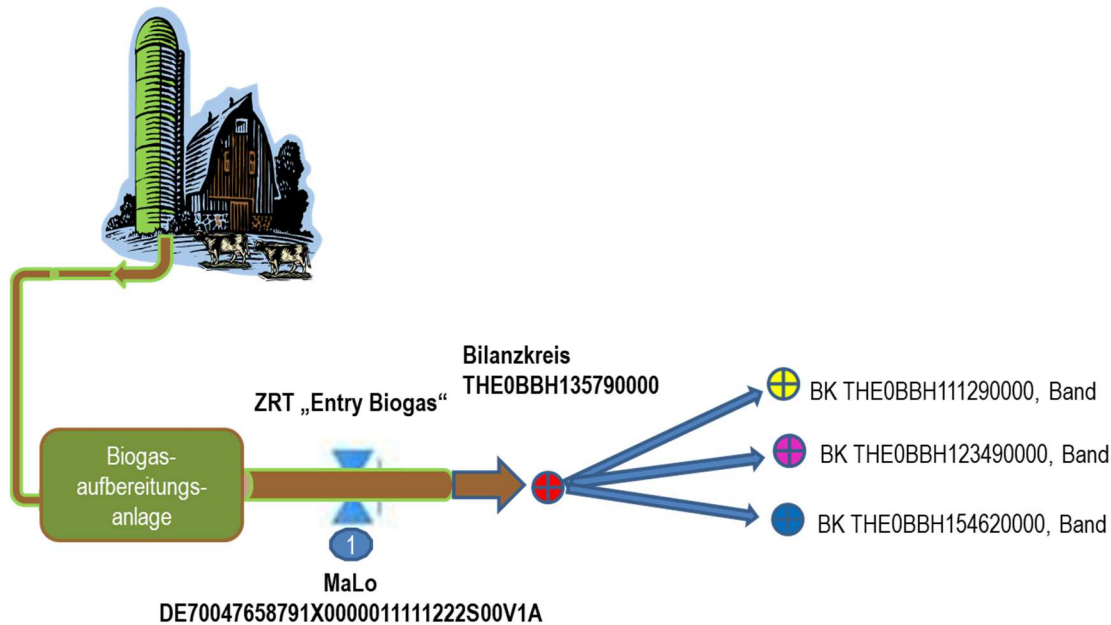 Bilanzkreis
THE0BBH135790000
ZRT „Entry Biogas“
BK THE0BBH111290000, Band
BK THE0BBH123490000, Band
BK THE0BBH154620000, Band
Biogas-
aufbereitungs-
anlage
1
MaLo
DE70047658791X0000011111222S00V1A